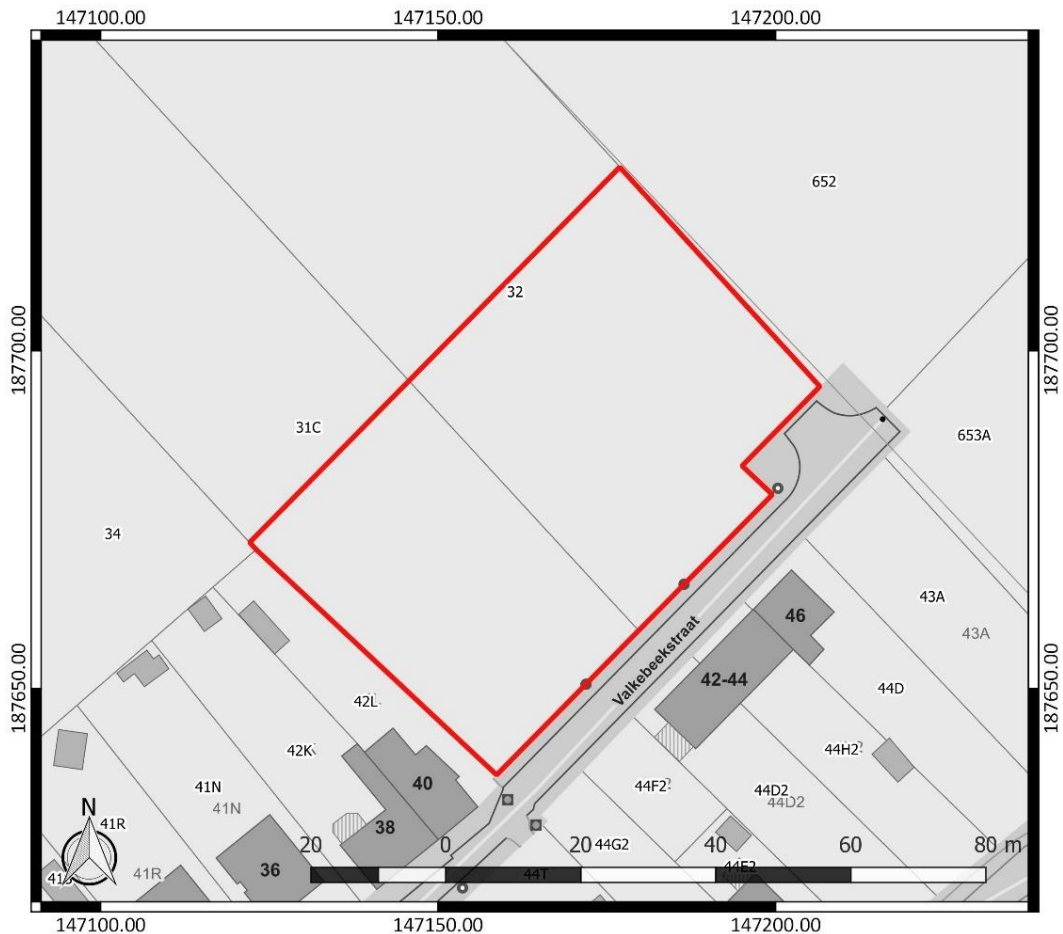 147100.00 147150.00 147200.00
652
32
187700.00 187700.00
31C
653A
34
46
43A
43A
Valkebeekstraat
42-44
187650.00 187650.00
44D
42L
42K
44H2
40
41N
41N
44F2
44D2
44D2
N
41R
38
44G2
20 0 20 40 60 80 m
36
41R
44T
44E2
147100.00 147150.00 147200.00